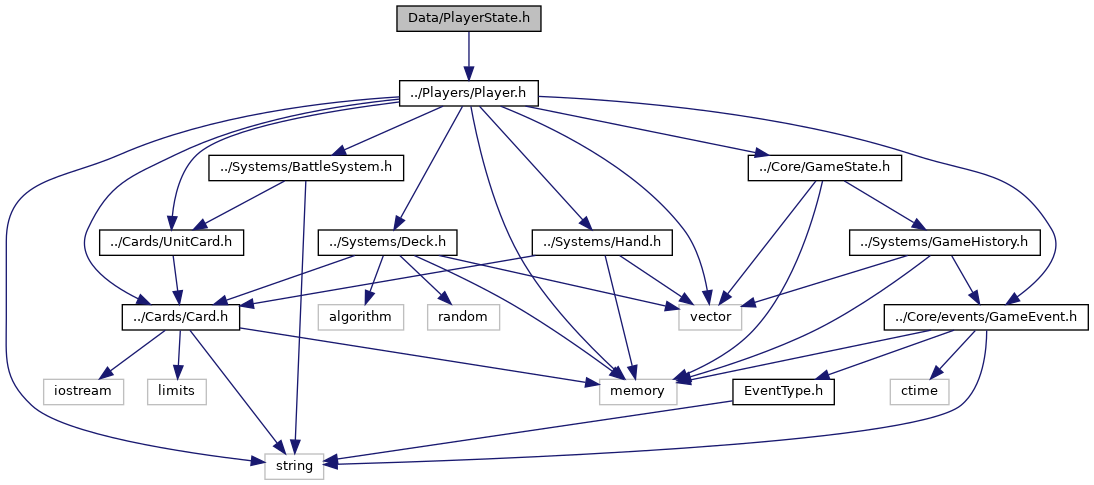 Data/PlayerState.h
../Players/Player.h
../Systems/BattleSystem.h
../Core/GameState.h
../Cards/UnitCard.h
../Systems/Deck.h
../Systems/Hand.h
../Systems/GameHistory.h
../Cards/Card.h
algorithm
random
vector
../Core/events/GameEvent.h
iostream
limits
memory
EventType.h
ctime
string